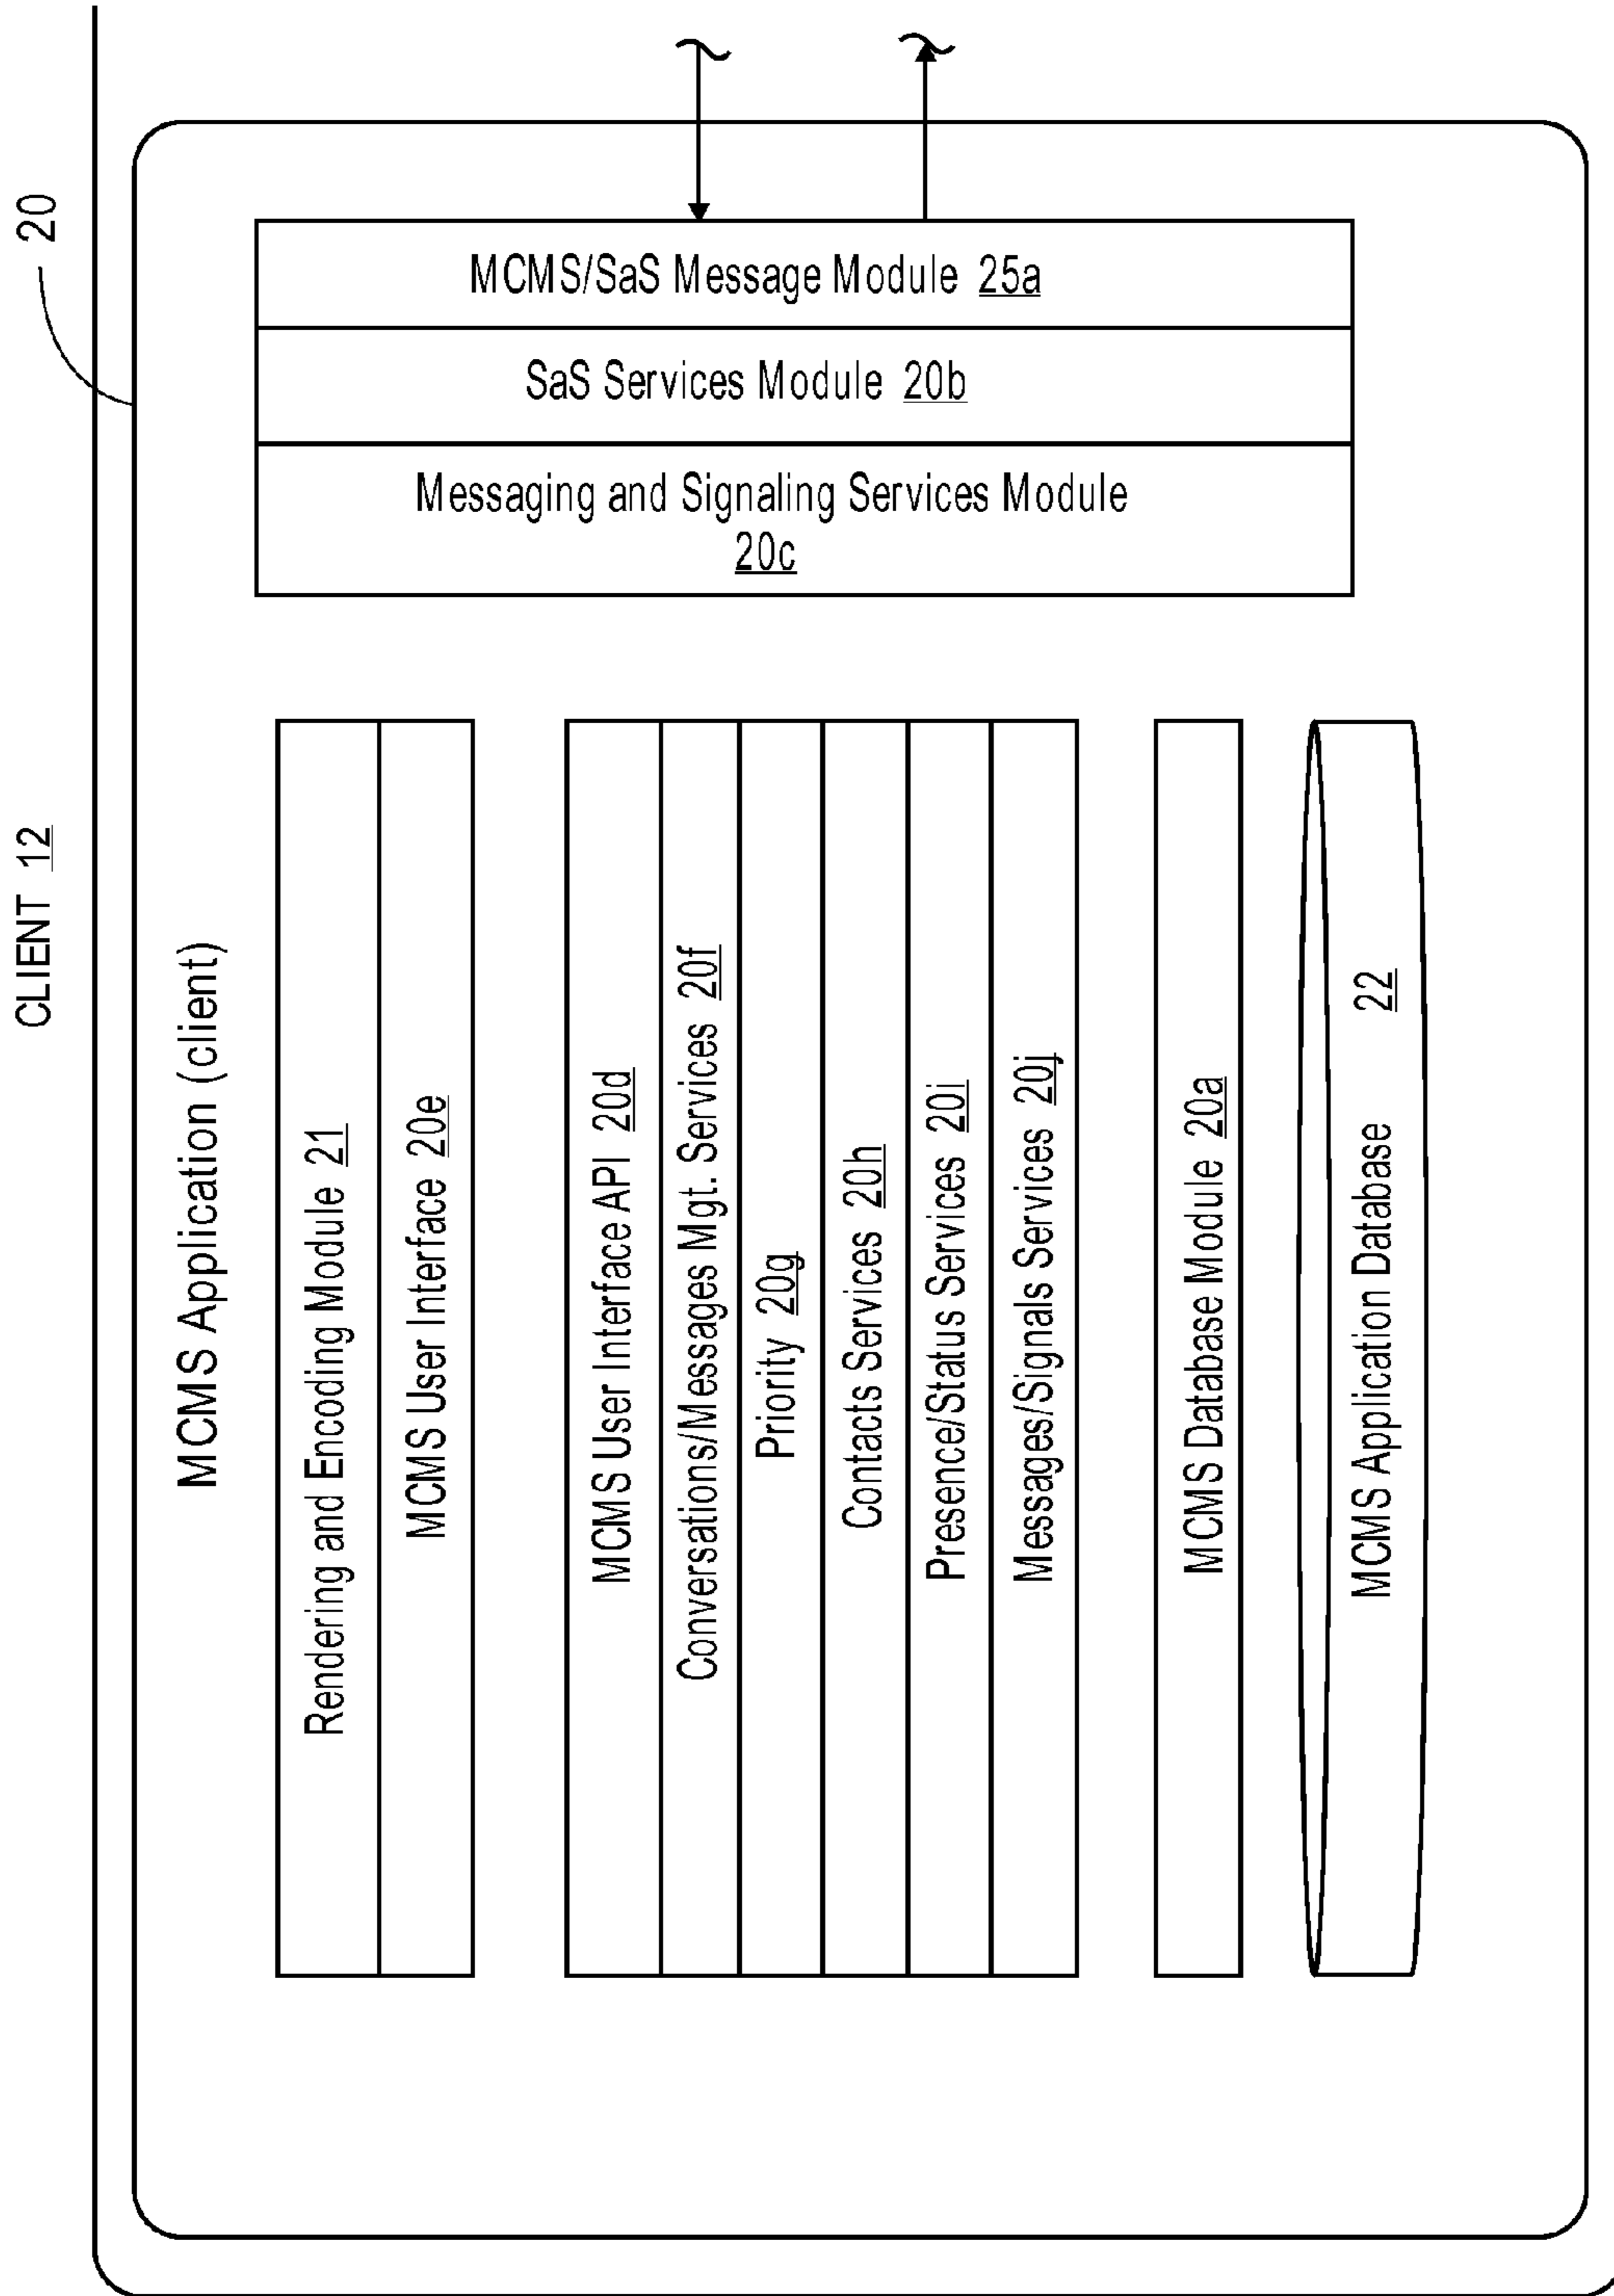 CLIENT 12
20
MCMS Application (client)
Rendering and Encoding Module 21
MCMS User Interface 20e
MCMS User Interface API 20d
Conversations/Messages Mgt. Services 20f
Priority 20g
Contacts Services 20h
Presence/Status Services 20i
Messages/Signals Services 20j
MCMS Database Module 20a
MCMS Application Database
22
MCMS/SaS Message Module 25a
SaS Services Module 20b
Messaging and Signaling Services Module
20c